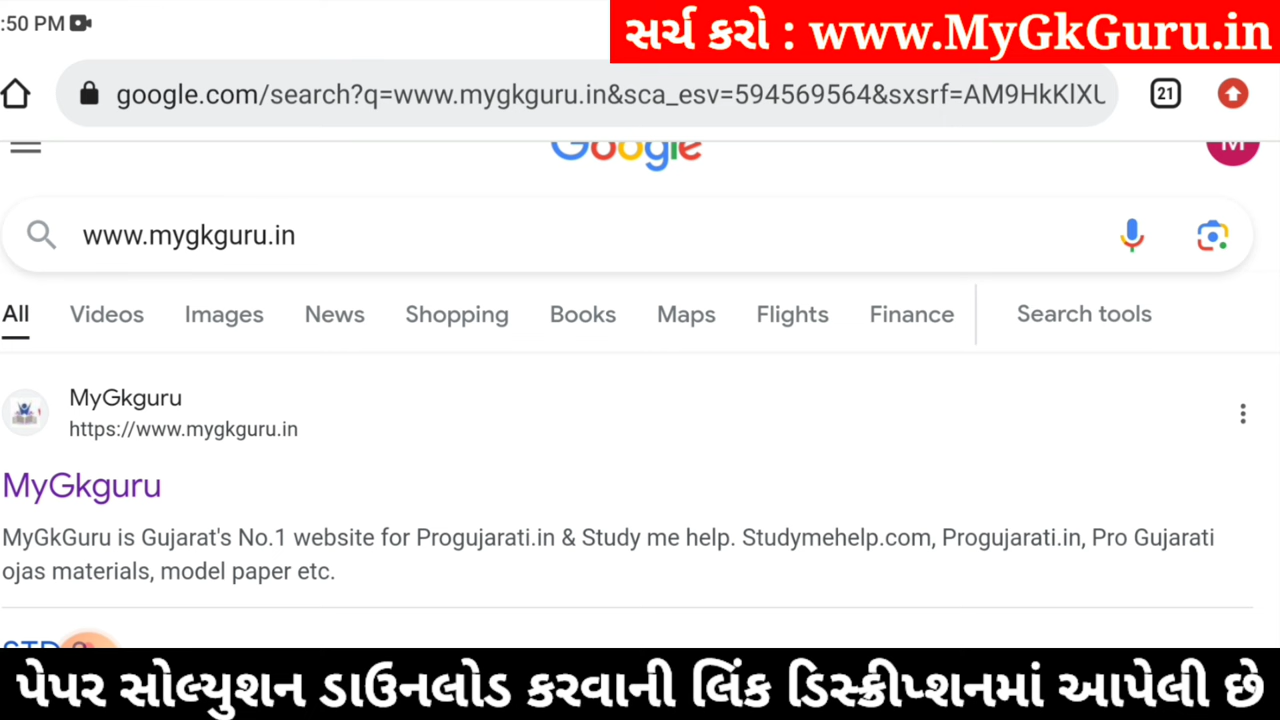 :50 PM
સર્ચ કરો : www.MyGkGuru.in
google.com/search?q=www.mygkguru.in&sca_esv=594569564&sxsrf=AM9HkKlXU
21
Google
M
www.mygkguru.in
All Videos Images News Shopping Books Maps Flights Finance Search tools
MyGkguru
https://www.mygkguru.in
MyGkguru
MyGkGuru is Gujarat's No.1 website for Progujarati.in & Study me help. Studymehelp.com, Progujarati.in, Pro Gujarati
ojas materials, model paper etc.
STD
પેપર સોલ્યુશન ડાઉનલોડ કરવાની લિંક ડિસ્ક્રીપ્શનમાં આપેલી છે